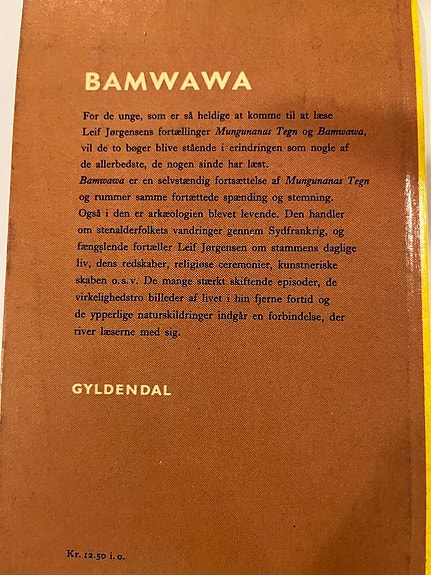 BAMWAWA
For de unge, som er så heldige at komme til at læse
Leif Jørgensens fortællinger Mungunanas Tegn og Bamwawa,
vil de to bøger blive stående i erindringen som nogle af
de allerbedste, de nogen sinde har læst.
Bamwawa er en selvstændig fortsættelse af Mungunanas Tegn
og rummer samme fortættede spænding og stemning.
Også i den er arkæologien blevet levende. Den handler
om stenalderfolkets vandringer gennem Sydfrankrig, og
fængslende fortæller Leif Jørgensen om stammens daglige
liv, dens redskaber, religiøse ceremonier, kunstneriske
skaben o.s.v. De mange stærkt skiftende episoder, de
virkelighedstro billeder af livet i hin fjerne fortid og
de ypperlige naturskildringer indgår en forbindelse, der
river læserne med sig.
GYLDENDAL
Kr. 12.50 i.o.